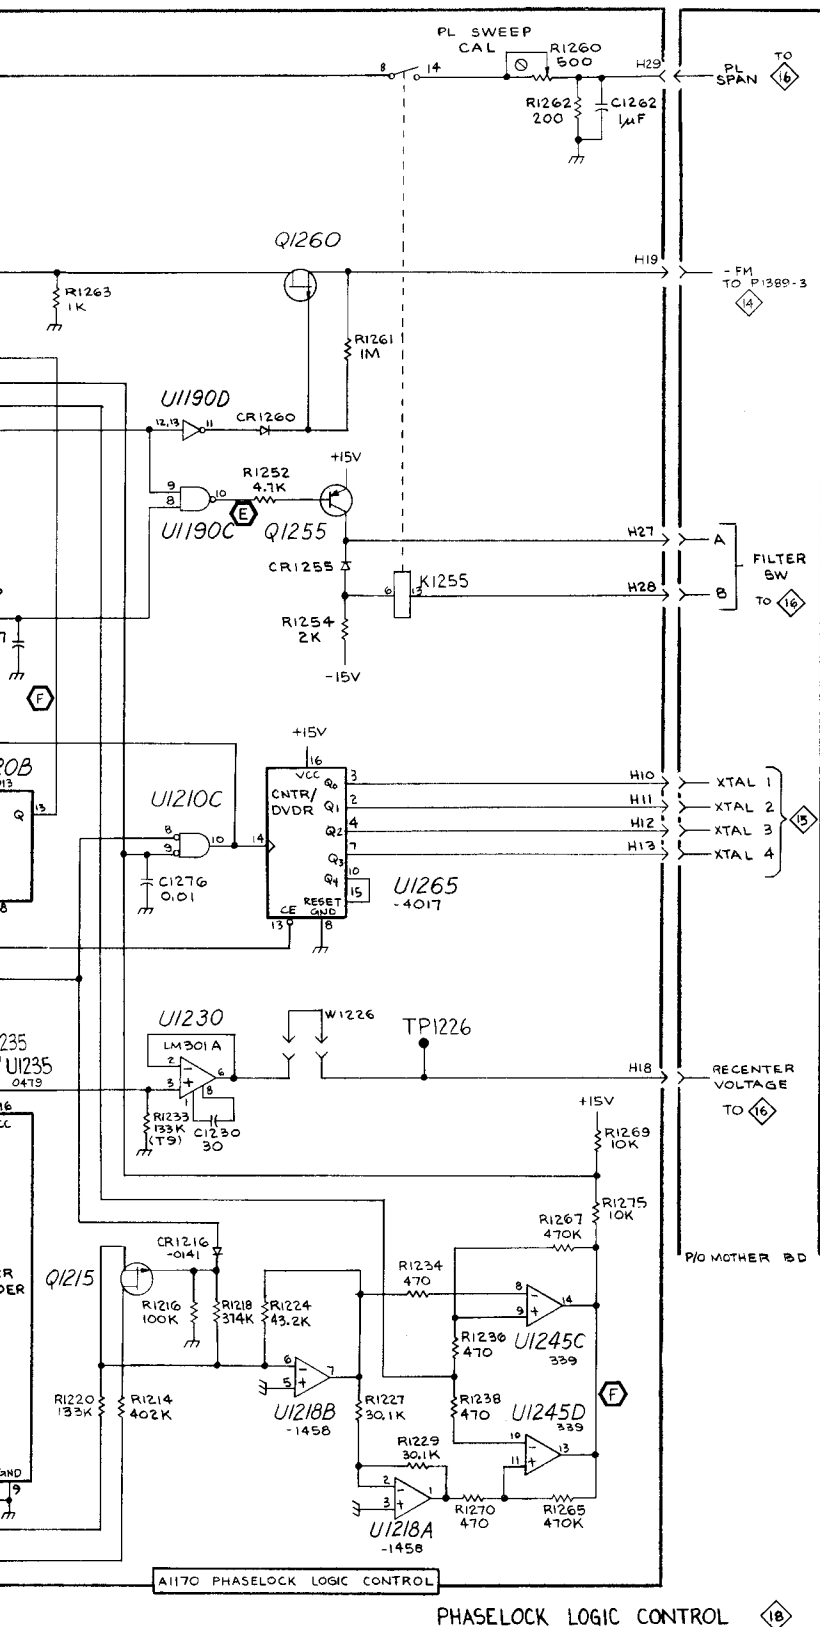 PL SWEEP
CAL
R1260
500
8
14
H29
PL
SPAN
TO
16
R1262
200
C1262
1µF
Q1260
H19
-FM
TO P1389-3
14
R1263
1K
R1261
1M
U1190D
12,13
11
CR1260
+15V
R1252
4.7K
9
8
10
E
U1190C
Q1255
H27
A
CR1255
FILTER
SW
K1255
6
13
H28
B
TO 16
R1254
2K
7
-15V
F
+15V
20B
13
16
VCC
CNTR/
DVDR
Q0
3
H10
XTAL 1
U1210C
Q
13
Q1
2
H11
XTAL 2
15
8
Q2
4
H12
XTAL 3
9
10
14
Q3
7
H13
XTAL 4
Q4
10
C1276
0.01
15
U1265
-4017
RESET
CE
GND
8
13
8
U1230
W1226
TP1226
235
U1235
0479
LM301A
2
3
6
1
8
H18
RECENTER
VOLTAGE
TO 16
16
CC
R1233
133K
(T9)
C1230
30
+15V
R1269
10K
R1275
10K
R1267
470K
P/O MOTHER BD
CR1216
-0141
Q1215
R1234
470
ER
DER
R1216
100K
R1218
374K
R1224
43.2K
8
9
14
R1236
470
U1245C
339
6
5
7
R1220
133K
R1214
402K
U1218B
-1458
R1227
30.1K
R1238
470
U1245D
339
F
R1229
30.1K
10
11
13
GND
9
2
3
1
R1270
470
R1265
470K
U1218A
-1458
A1170 PHASELOCK LOGIC CONTROL
PHASELOCK LOGIC CONTROL 18